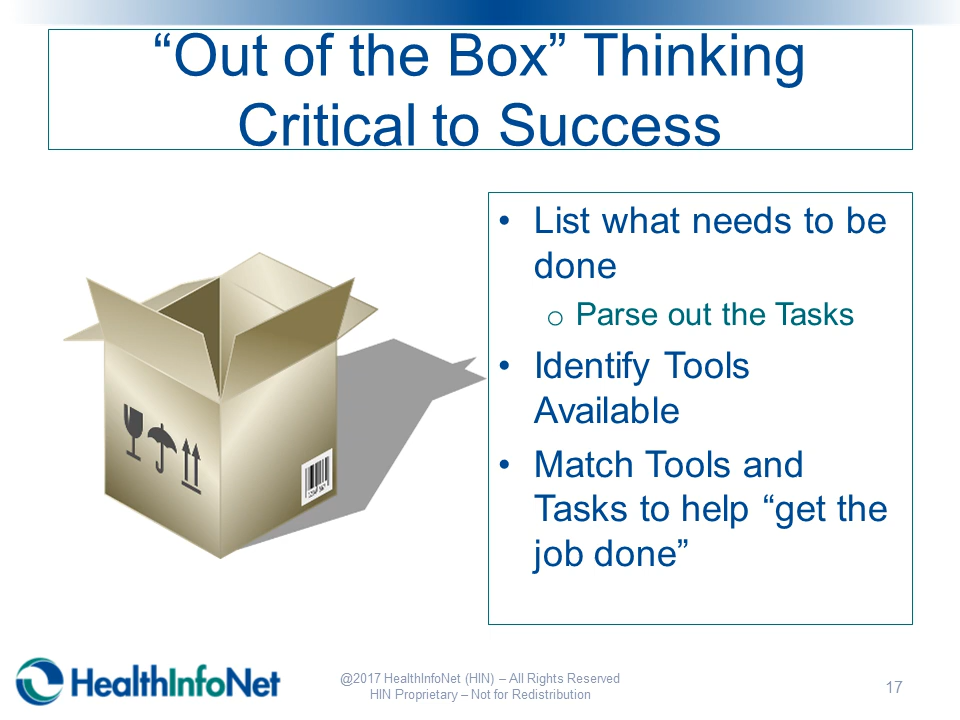 “Out of the Box” Thinking
Critical to Success
• List what needs to be
done
o Parse out the Tasks
• Identify Tools
Available
• Match Tools and
Tasks to help “get the
job done”
HealthInfoNet
@2017 HealthInfoNet (HIN) – All Rights Reserved
HIN Proprietary – Not for Redistribution
17